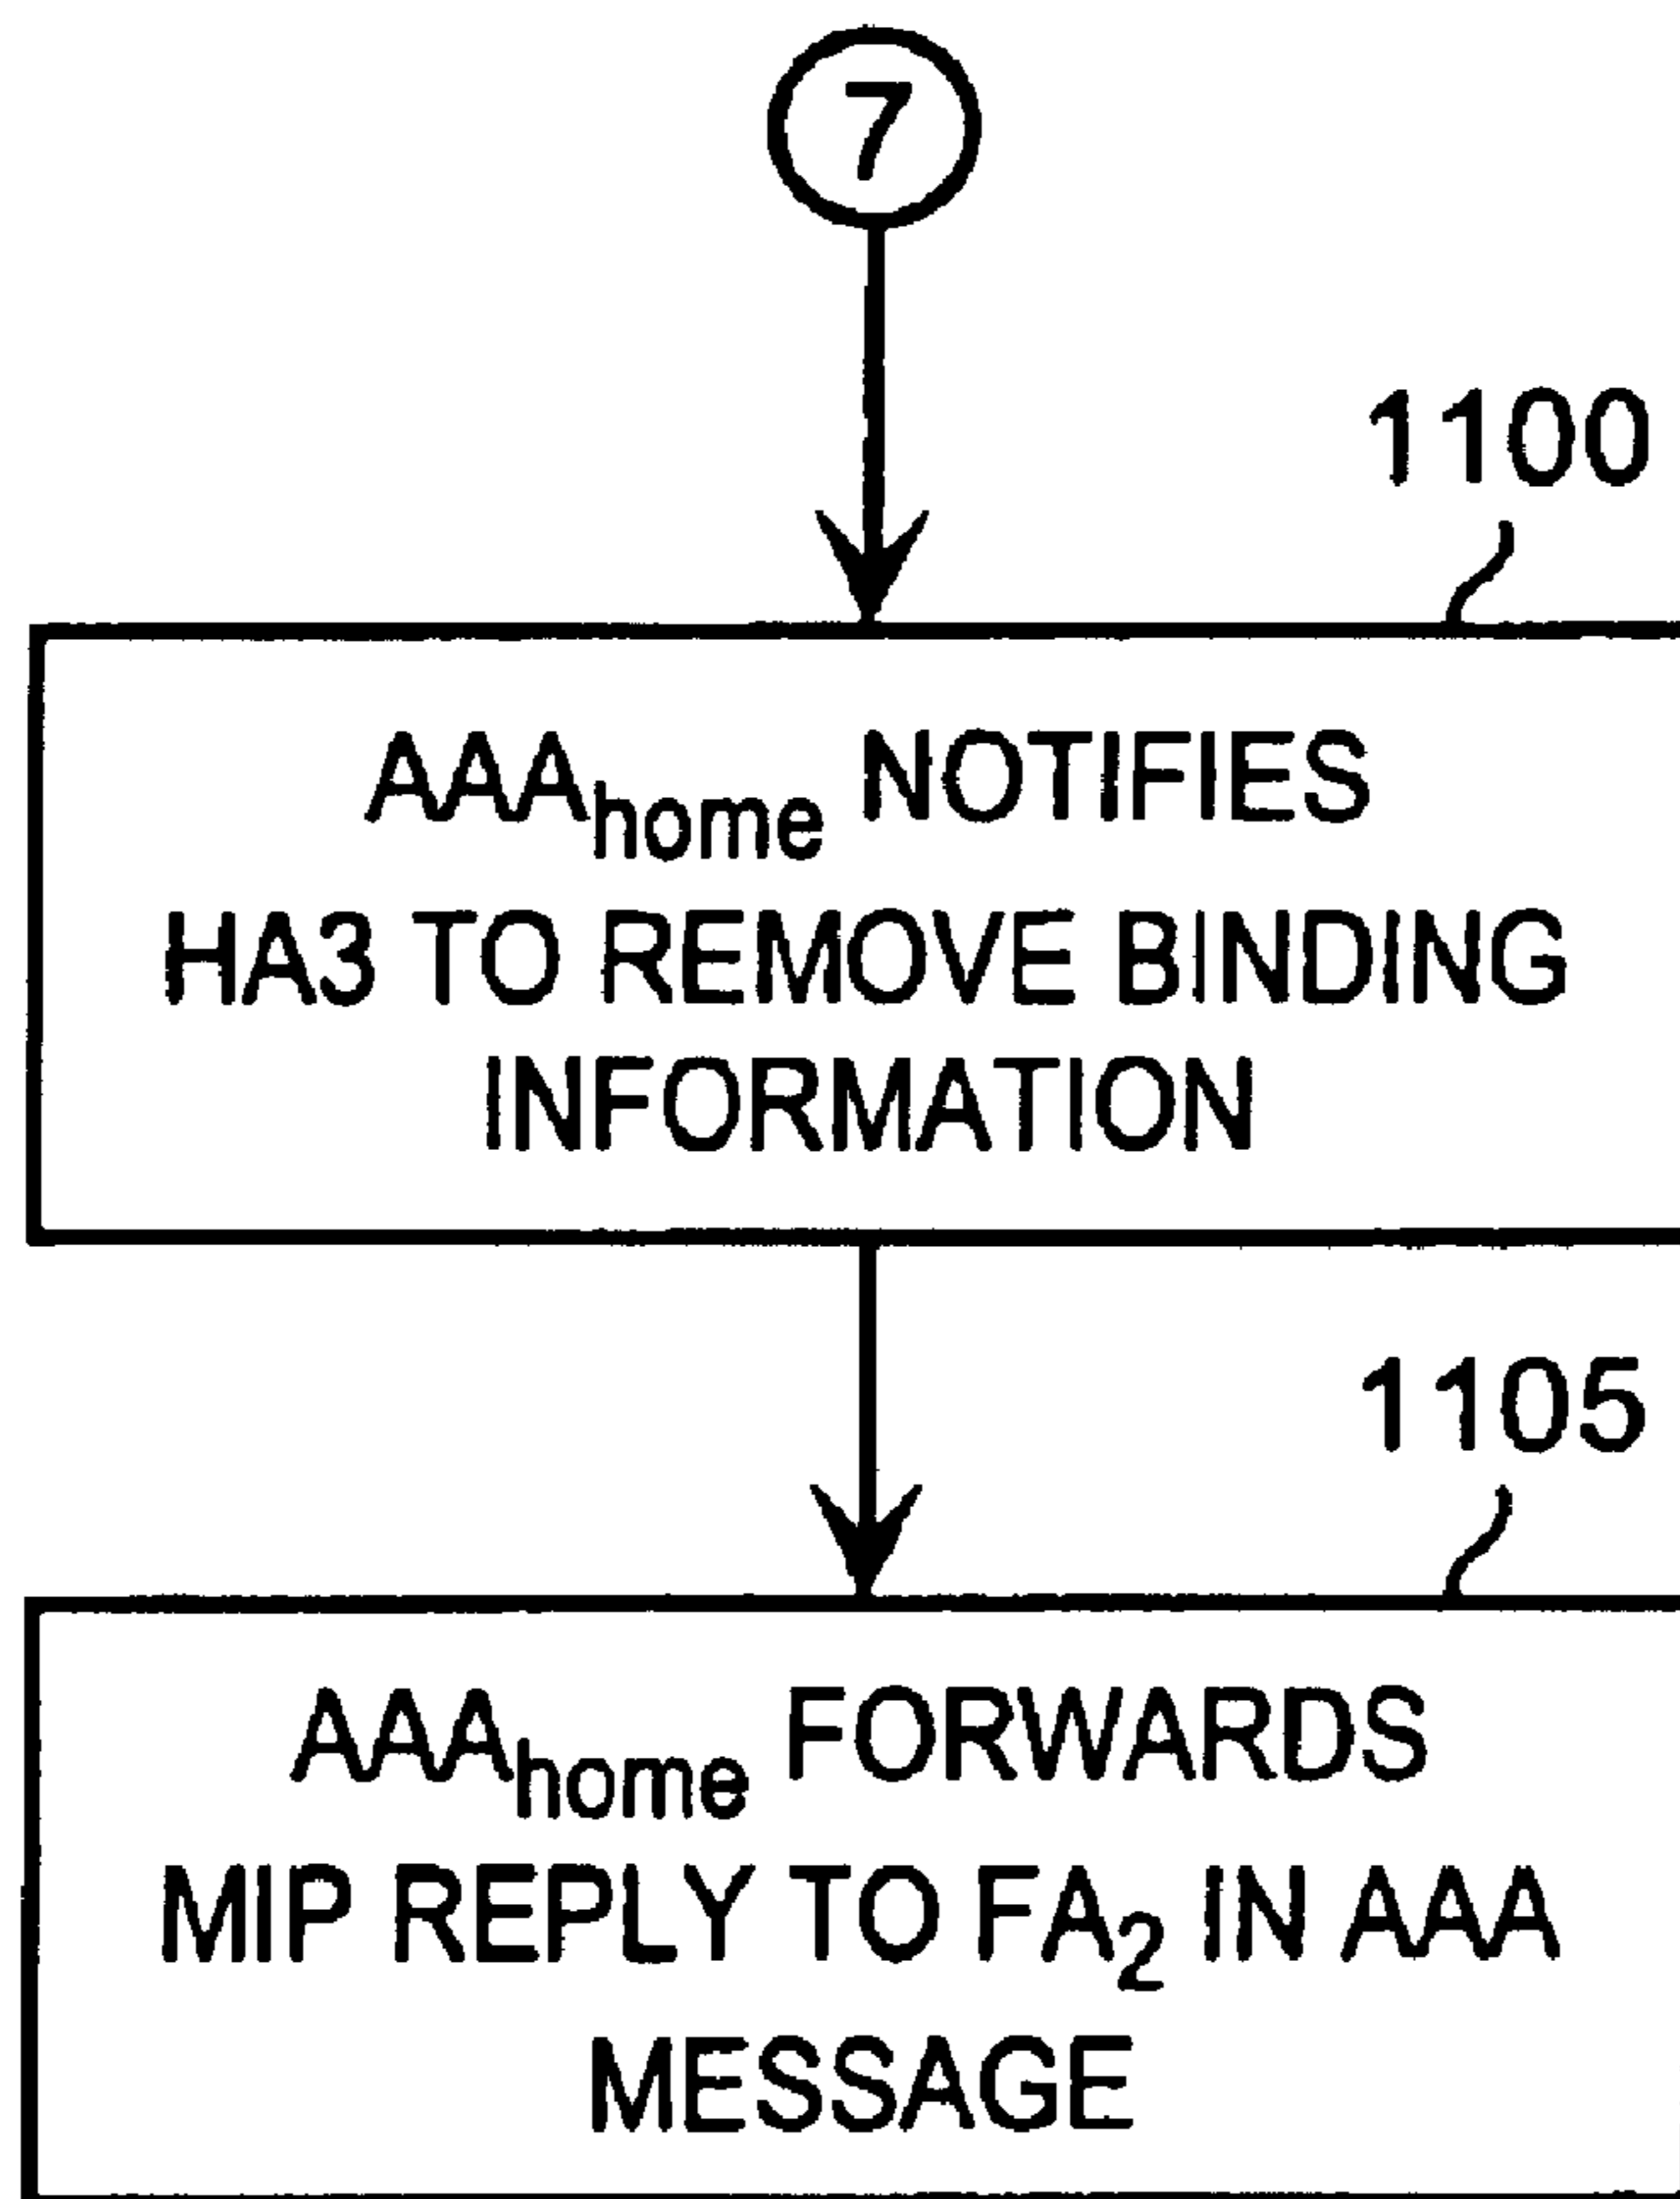 7
1100
AAAhome NOTIFIES
HA3 TO REMOVE BINDING
INFORMATION
1105
AAAhome FORWARDS
MIP REPLY TO FA2 IN AAA
MESSAGE